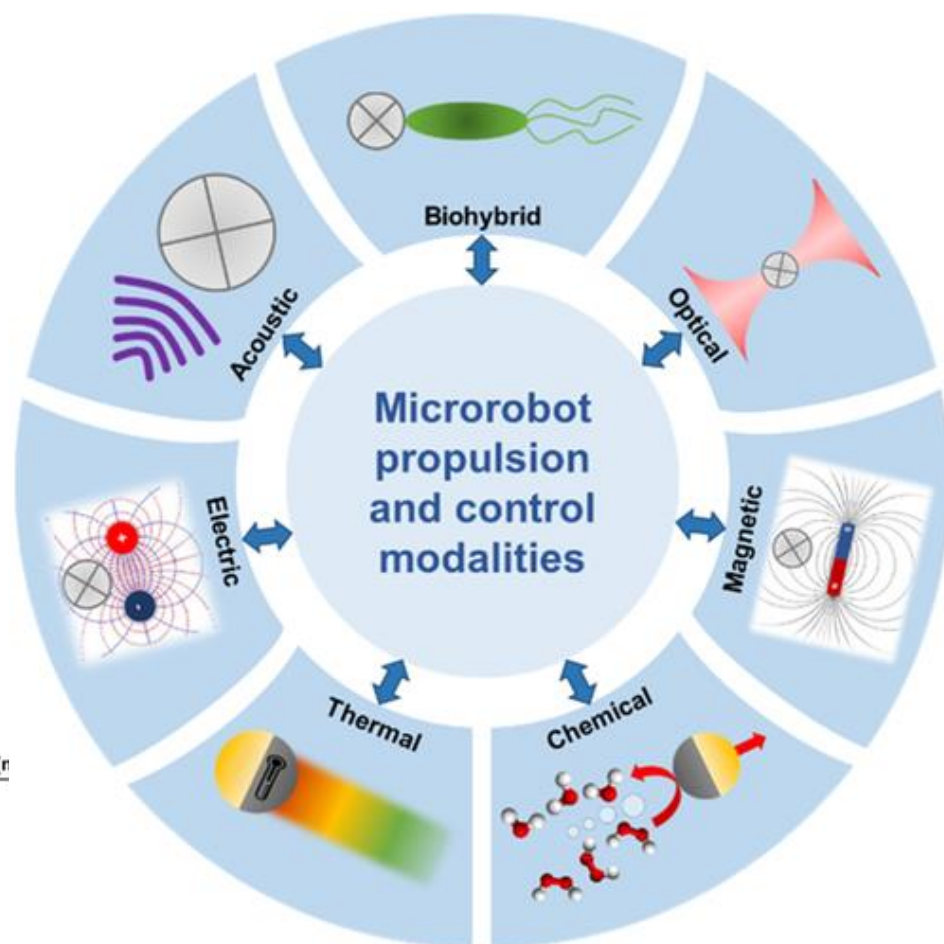 Biohybrid
Optical
Magnetic
Chemical
Thermal
Electric
Acoustic
Microrobot
propulsion
and control
modalities